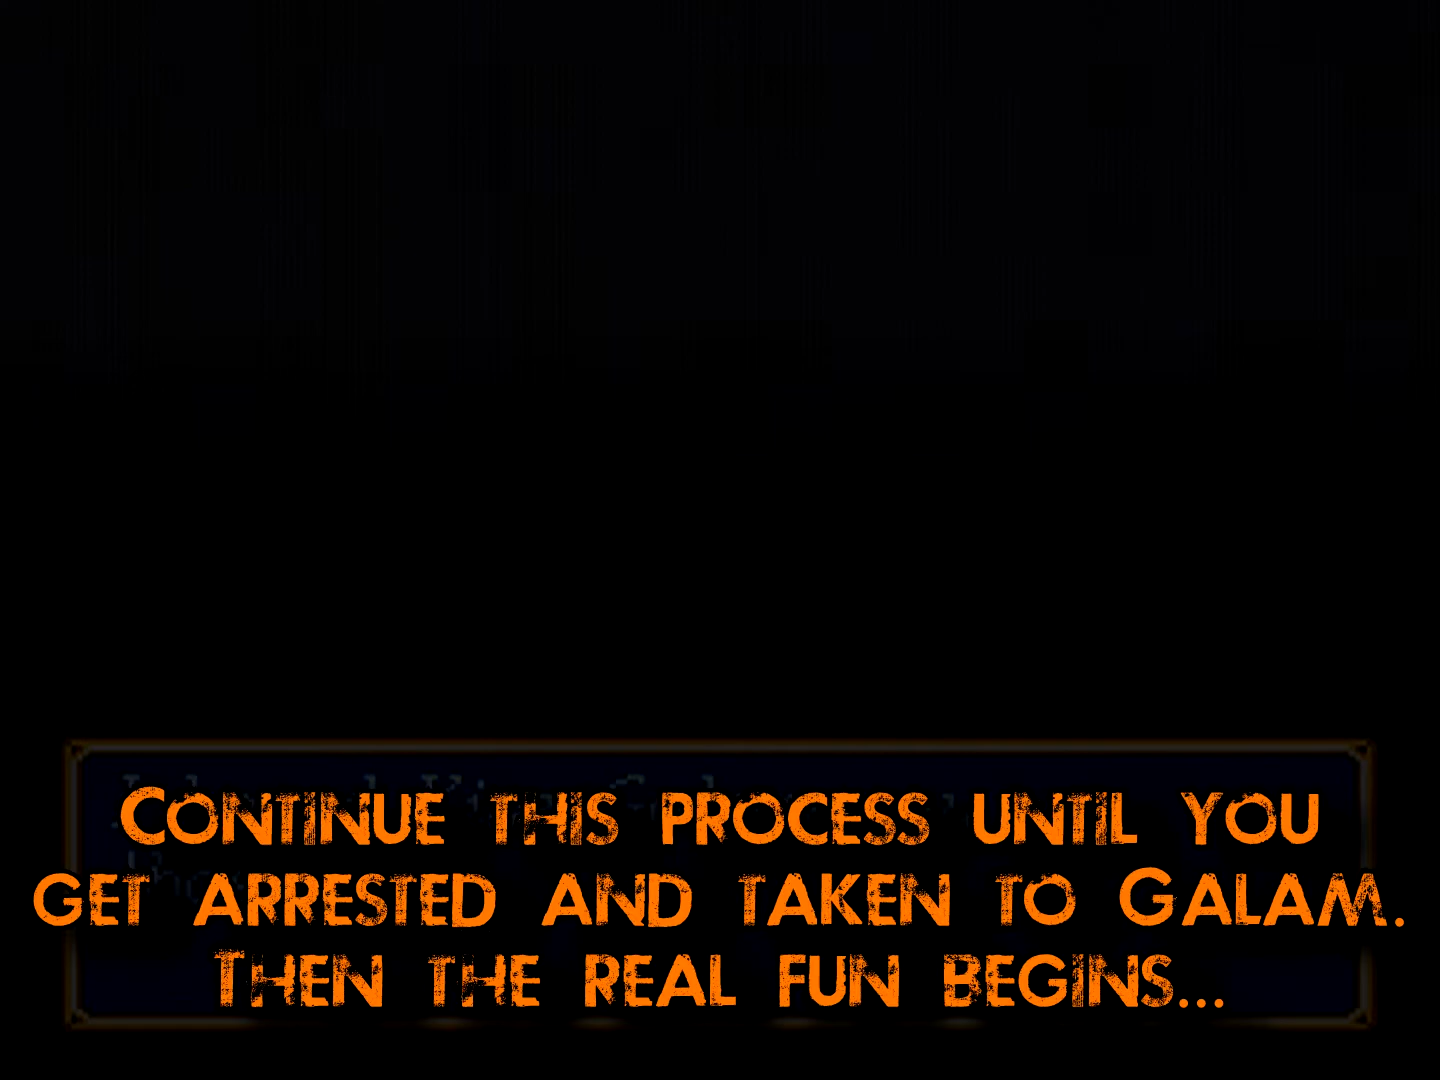 Continue this process until you
get arrested and taken to Galam.
Then the real fun begins...